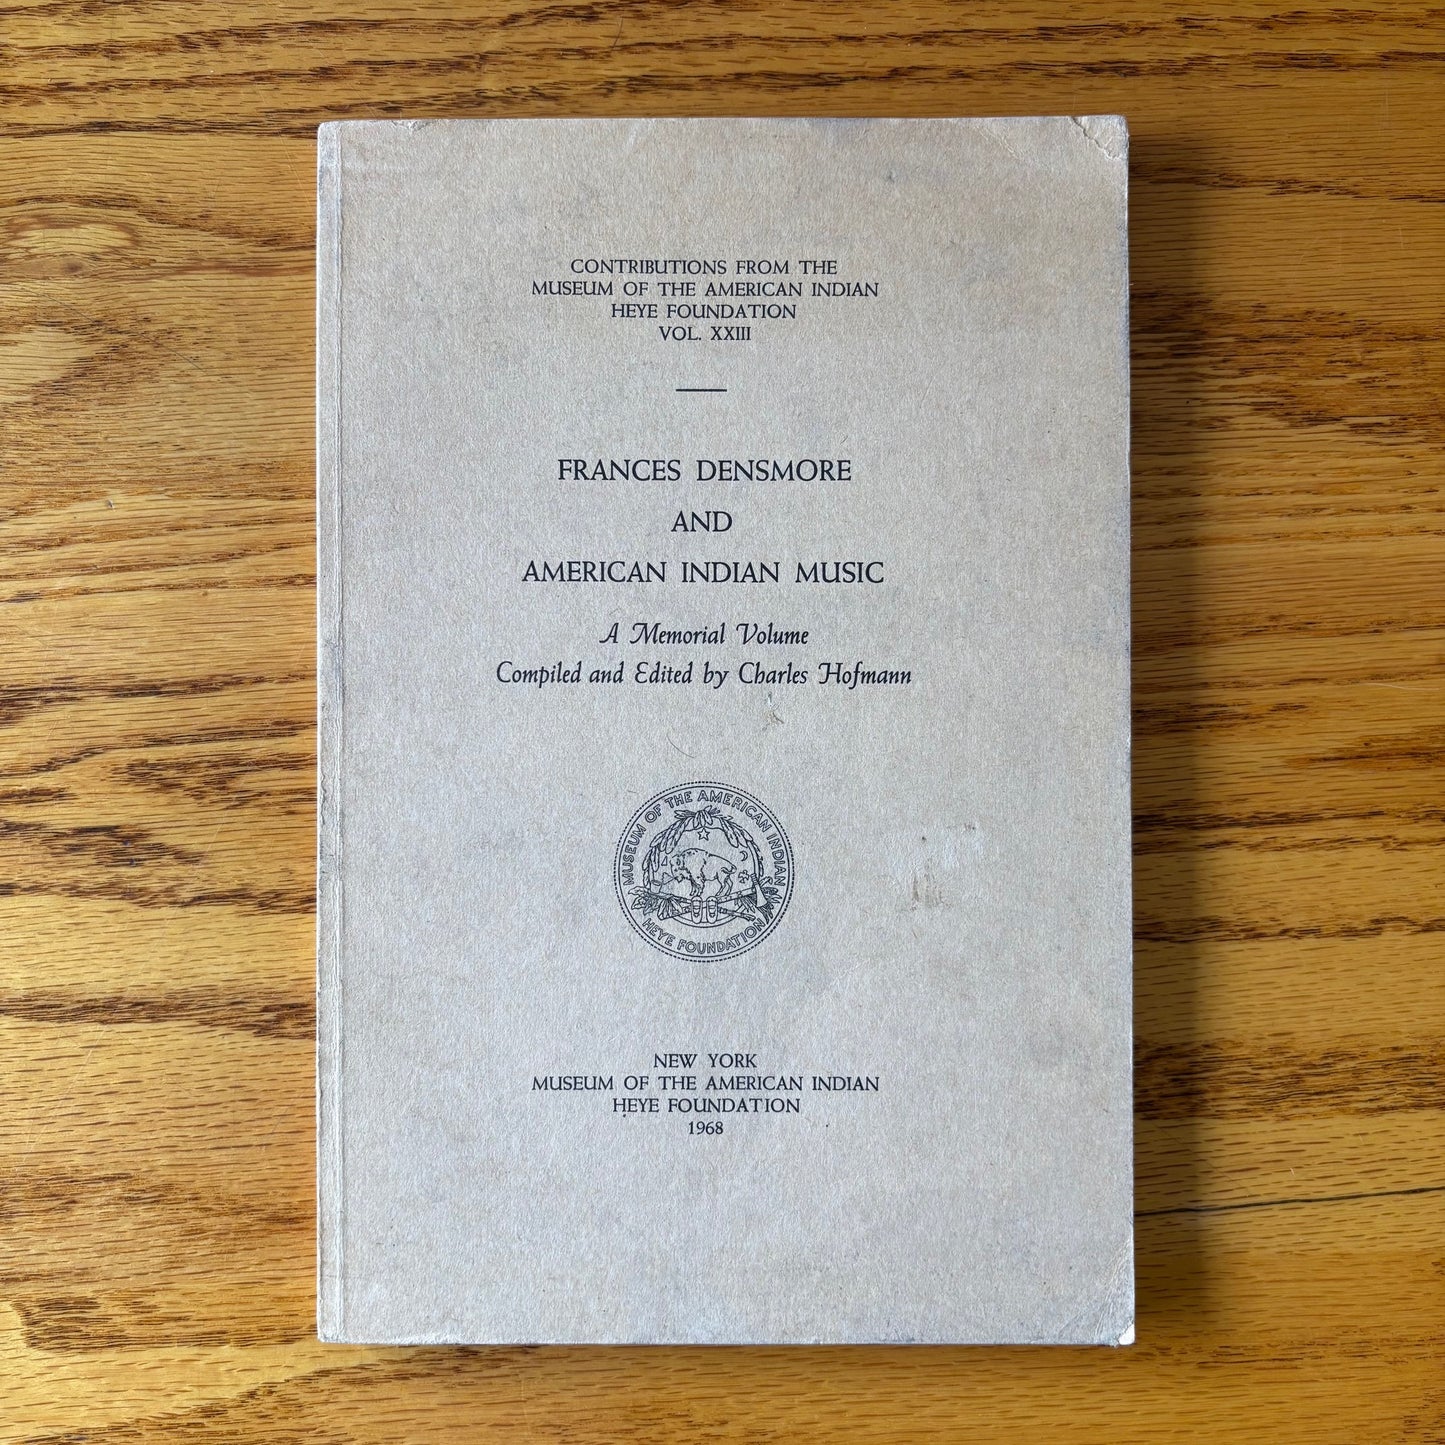 CONTRIBUTIONS FROM THE
MUSEUM OF THE AMERICAN INDIAN
HEYE FOUNDATION
VOL. XXIII
FRANCES DENSMORE
AND
AMERICAN INDIAN MUSIC
A Memorial Volume
Compiled and Edited by Charles Hofmann
MUSEUM OF THE AMERICAN INDIAN
HEYE FOUNDATION
NEW YORK
MUSEUM OF THE AMERICAN INDIAN
HEYE FOUNDATION
1968